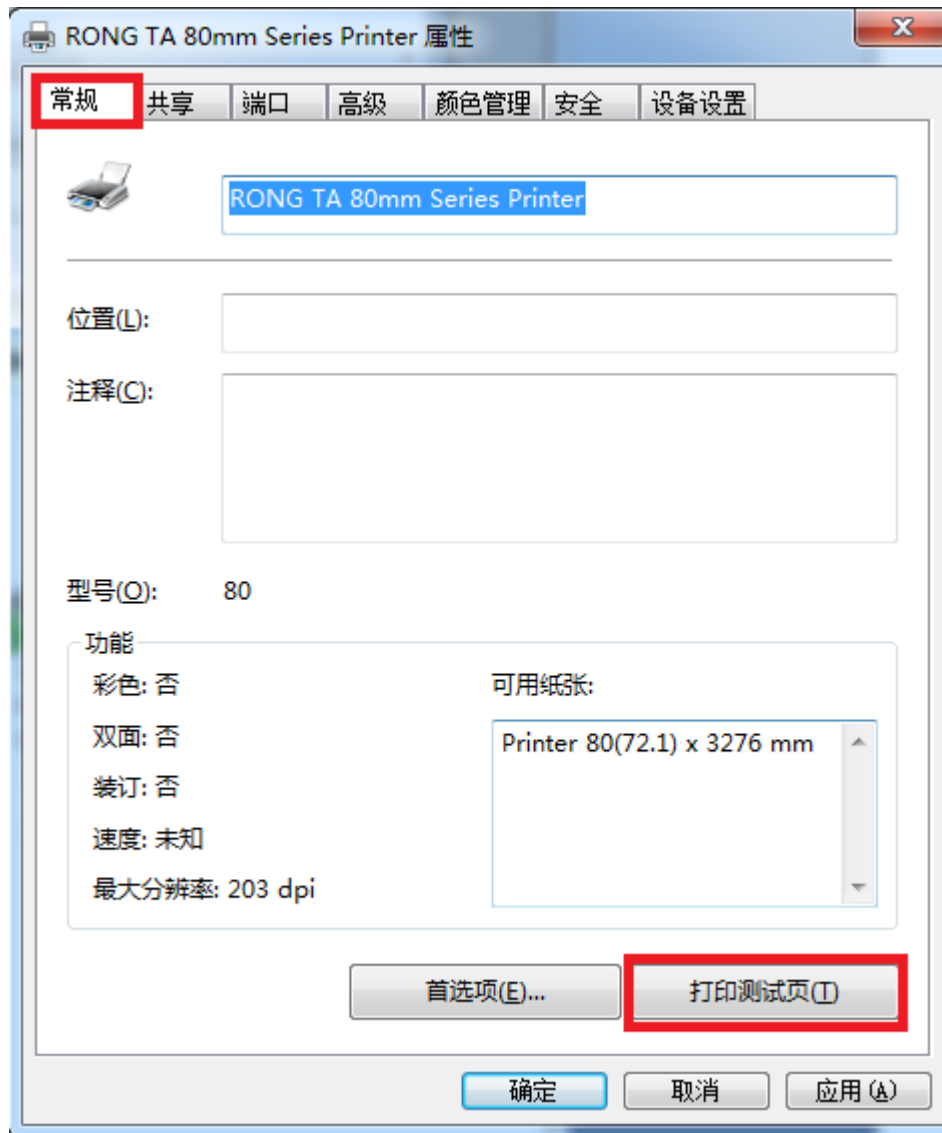 RONG TA 80mm Series Printer 属性
常规 共享 端口 高级 颜色管理 安全 设备设置
RONG TA 80mm Series Printer
位置(L):
注释(C):
型号(O): 80
功能
彩色: 否 可用纸张:
双面: 否 Printer 80(72.1) x 3276 mm
装订: 否
速度: 未知
最大分辨率: 203 dpi
首选项(E)... 打印测试页(T)
确定 取消 应用(A)